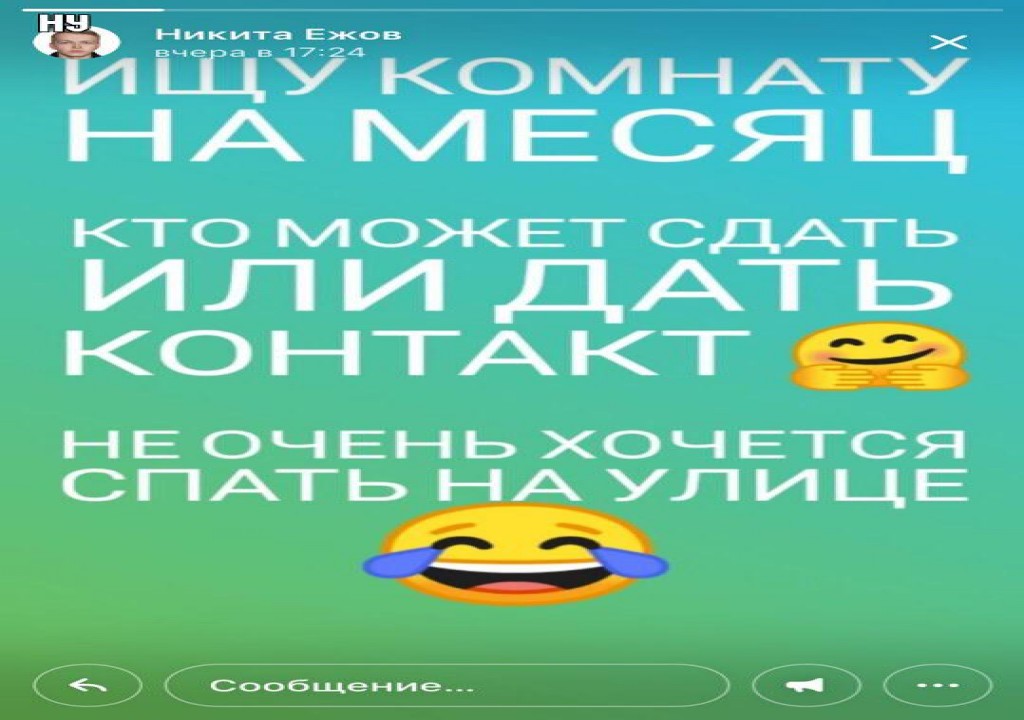 НУ
Никита Ежов
вчера в 17:24
ИЩУ КОМНАТУ
НА МЕСЯЦ
КТО МОЖЕТ СДАТЬ
ИЛИ ДАТЬ
КОНТАКТ 🤗
НЕ ОЧЕНЬ ХОЧЕТСЯ
СПАТЬ НА УЛИЦЕ
😂
Сообщение...